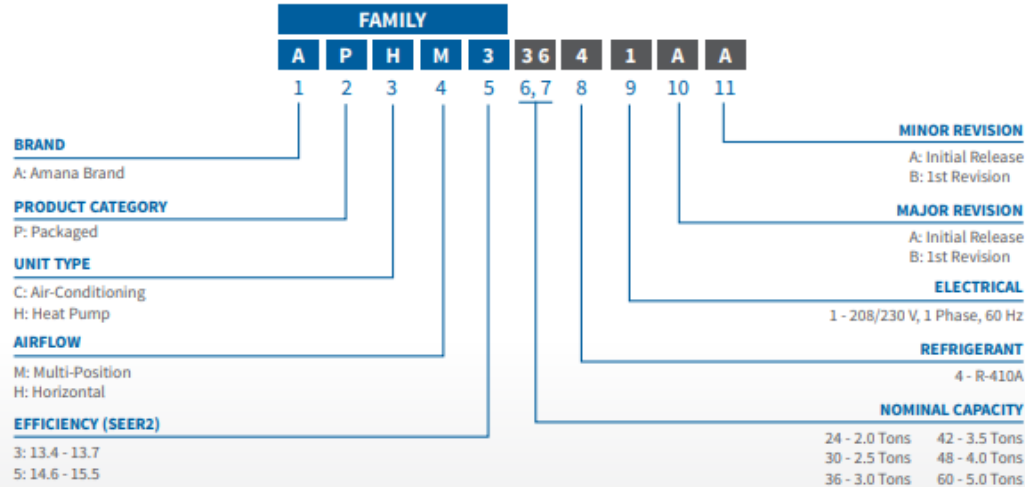 FAMILY
A P H M 3 3 6 4 1 A A
1 2 3 4 5 6, 7 8 9 10 11
BRAND
A: Amana Brand
PRODUCT CATEGORY
P: Packaged
UNIT TYPE
C: Air-Conditioning
H: Heat Pump
AIRFLOW
M: Multi-Position
H: Horizontal
EFFICIENCY (SEER2)
3: 13.4 - 13.7
5: 14.6 - 15.5
MINOR REVISION
A: Initial Release
B: 1st Revision
MAJOR REVISION
A: Initial Release
B: 1st Revision
ELECTRICAL
1 - 208/230 V, 1 Phase, 60 Hz
REFRIGERANT
4 - R-410A
NOMINAL CAPACITY
24 - 2.0 Tons 42 - 3.5 Tons
30 - 2.5 Tons 48 - 4.0 Tons
36 - 3.0 Tons 60 - 5.0 Tons